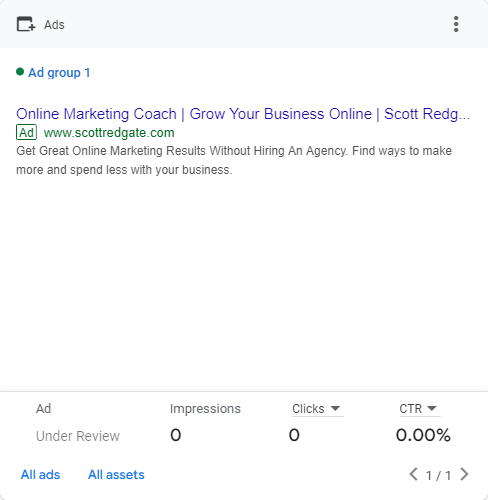 Ads
Ad group 1
Online Marketing Coach | Grow Your Business Online | Scott Redg...
Ad www.scottredgate.com
Get Great Online Marketing Results Without Hiring An Agency. Find ways to make
more and spend less with your business.
Ad Impressions Clicks CTR
Under Review 0 0 0.00%
All ads All assets 1 / 1